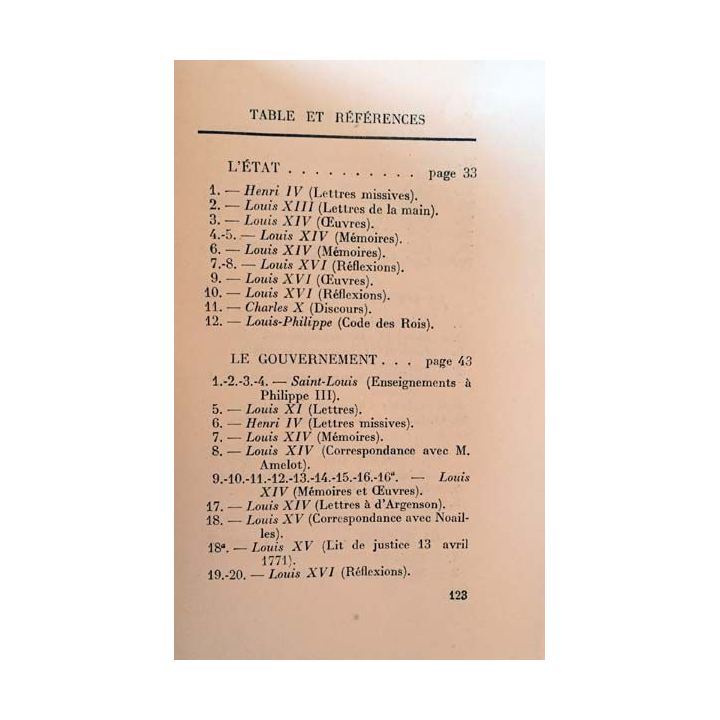 TABLE ET RÉFÉRENCES
L'ÉTAT . . . . . . . . . . page 33
1. — Henri IV (Lettres missives).
2. — Louis XIII (Lettres de la main).
3. — Louis XIV (Œuvres).
4.-5. — Louis XIV (Mémoires).
6. — Louis XIV (Mémoires).
7.-8. — Louis XVI (Réflexions).
9. — Louis XVI (Œuvres).
10. — Louis XVI (Réflexions).
11. — Charles X (Discours).
12. — Louis-Philippe (Code des Rois).
LE GOUVERNEMENT . . . page 43
1.-2.-3.-4. — Saint-Louis (Enseignements à
Philippe III).
5. — Louis XI (Lettres).
6. — Henri IV (Lettres missives).
7. — Louis XIV (Mémoires).
8. — Louis XIV (Correspondance avec M.
Amelot).
9.-10.-11.-12.-13.-14.-15.-16.-16ª. — Louis
XIV (Mémoires et Œuvres).
17. — Louis XIV (Lettres à d'Argenson).
18. — Louis XV (Correspondance avec Noail-
les).
18ª. — Louis XV (Lit de justice 13 avril
1771).
19.-20. — Louis XVI (Réflexions).
123